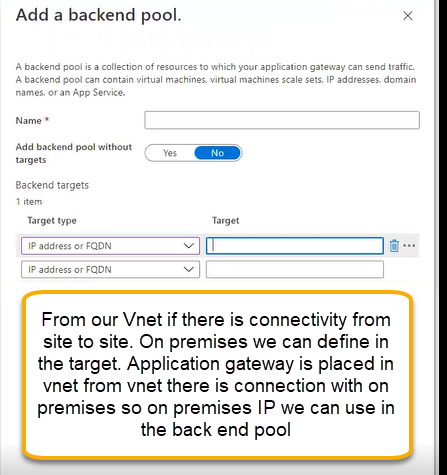 Add a backend pool.
A backend pool is a collection of resources to which your application gateway can send traffic.
A backend pool can contain virtual machines, virtual machines scale sets, IP addresses, domain
names, or an App Service.
Name *
Add backend pool without
targets
Yes No
Backend targets
1 item
Target type Target
IP address or FQDN
IP address or FQDN
From our Vnet if there is connectivity from
site to site. On premises we can define in
the target. Application gateway is placed in
vnet from vnet there is connection with on
premises so on premises IP we can use in
the back end pool